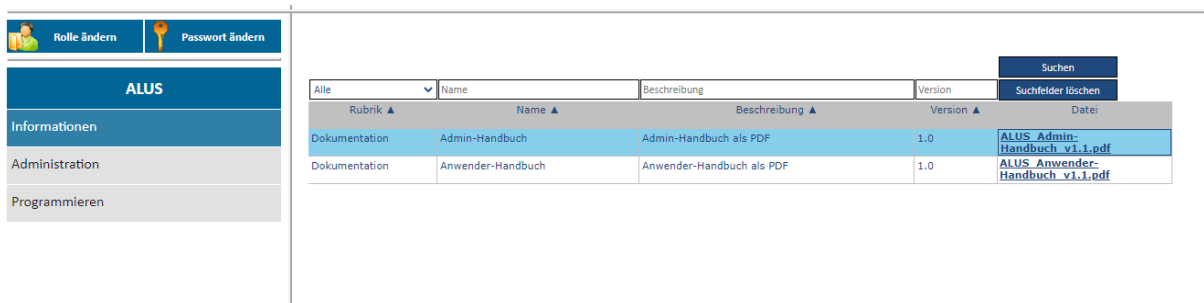 Rolle ändern
Passwort ändern
ALUS
Informationen
Administration
Programmieren
Suchen
Alle Name Beschreibung Version Suchfelder löschen
Rubrik ▲ Name ▲ Beschreibung ▲ Version ▲ Datei
Dokumentation Admin-Handbuch Admin-Handbuch als PDF 1.0 ALUS_Admin-
Handbuch_v1.1.pdf
Dokumentation Anwender-Handbuch Anwender-Handbuch als PDF 1.0 ALUS_Anwender-
Handbuch_v1.1.pdf